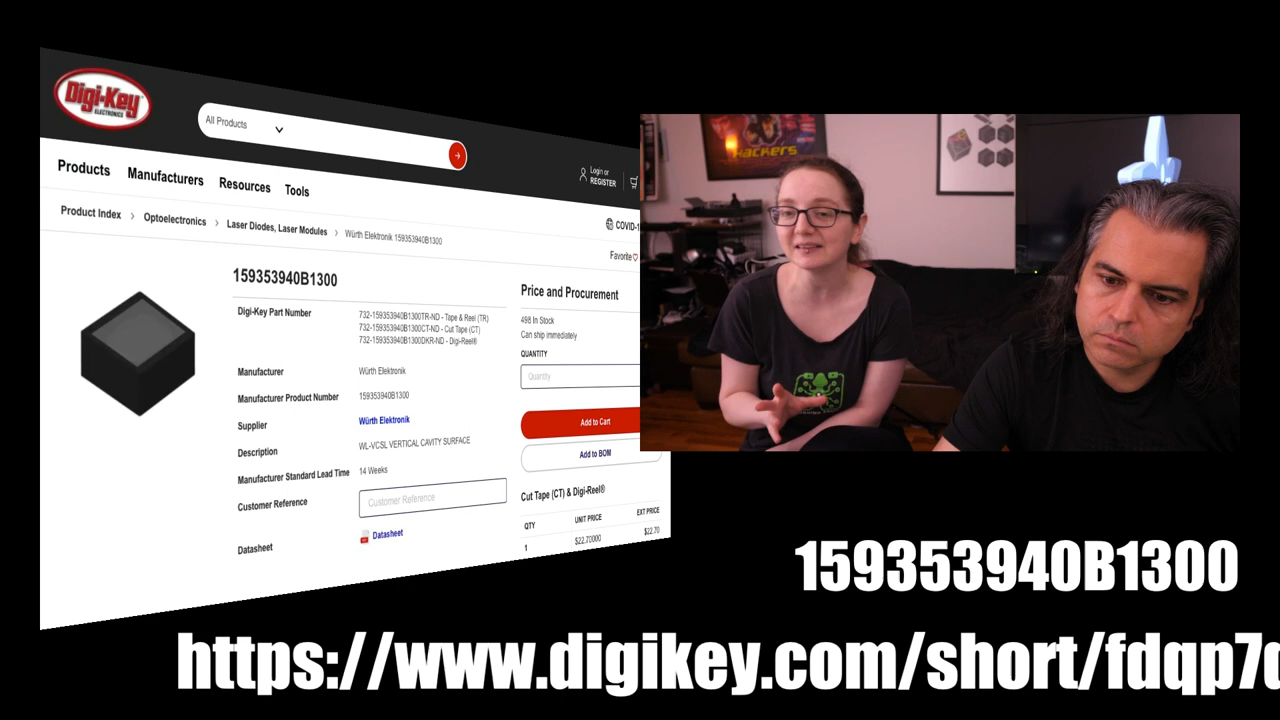 Digi-Key
ELECTRONICS
All Products
Login or
REGISTER
Products Manufacturers Resources Tools
Product Index > Optoelectronics > Laser Diodes, Laser Modules > Würth Elektronik 159353940B1300
COVID-1
Favorite
159353940B1300
Digi-Key Part Number
732-159353940B1300TR-ND - Tape & Reel (TR)
732-159353940B1300CT-ND - Cut Tape (CT)
732-159353940B1300DKR-ND - Digi-Reel®
Manufacturer Würth Elektronik
Manufacturer Product Number 159353940B1300
Supplier Würth Elektronik
Description WL-VCSL VERTICAL CAVITY SURFACE
Manufacturer Standard Lead Time 14 Weeks
Customer Reference Customer Reference
Datasheet Datasheet
Price and Procurement
498 In Stock
Can ship immediately
QUANTITY
Quantity
Add to Cart
Add to BOM
Cut Tape (CT) & Digi-Reel®
QTY UNIT PRICE EXT PRICE
1 $22.70000 $22.70
HACKERS
159353940B1300
https://www.digikey.com/short/fdqp7